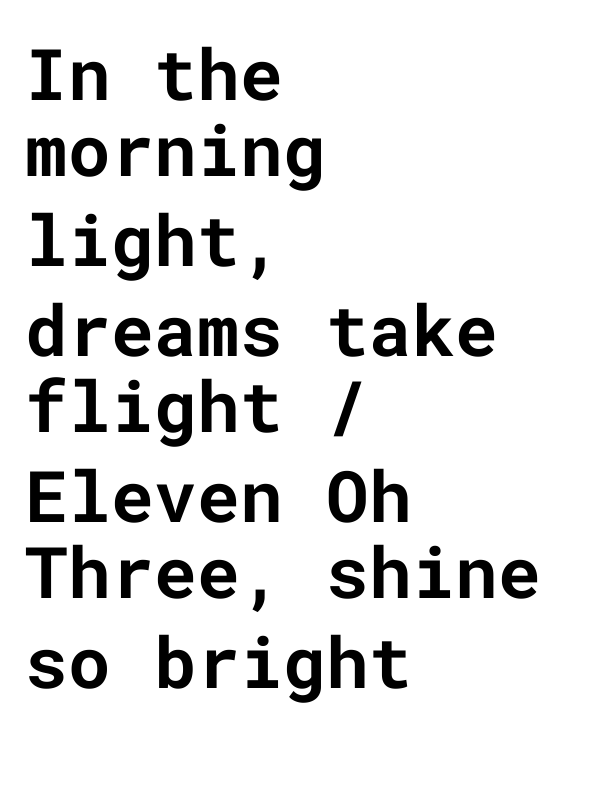 In the
morning
light,
dreams take
flight /
Eleven Oh
Three, shine
so bright